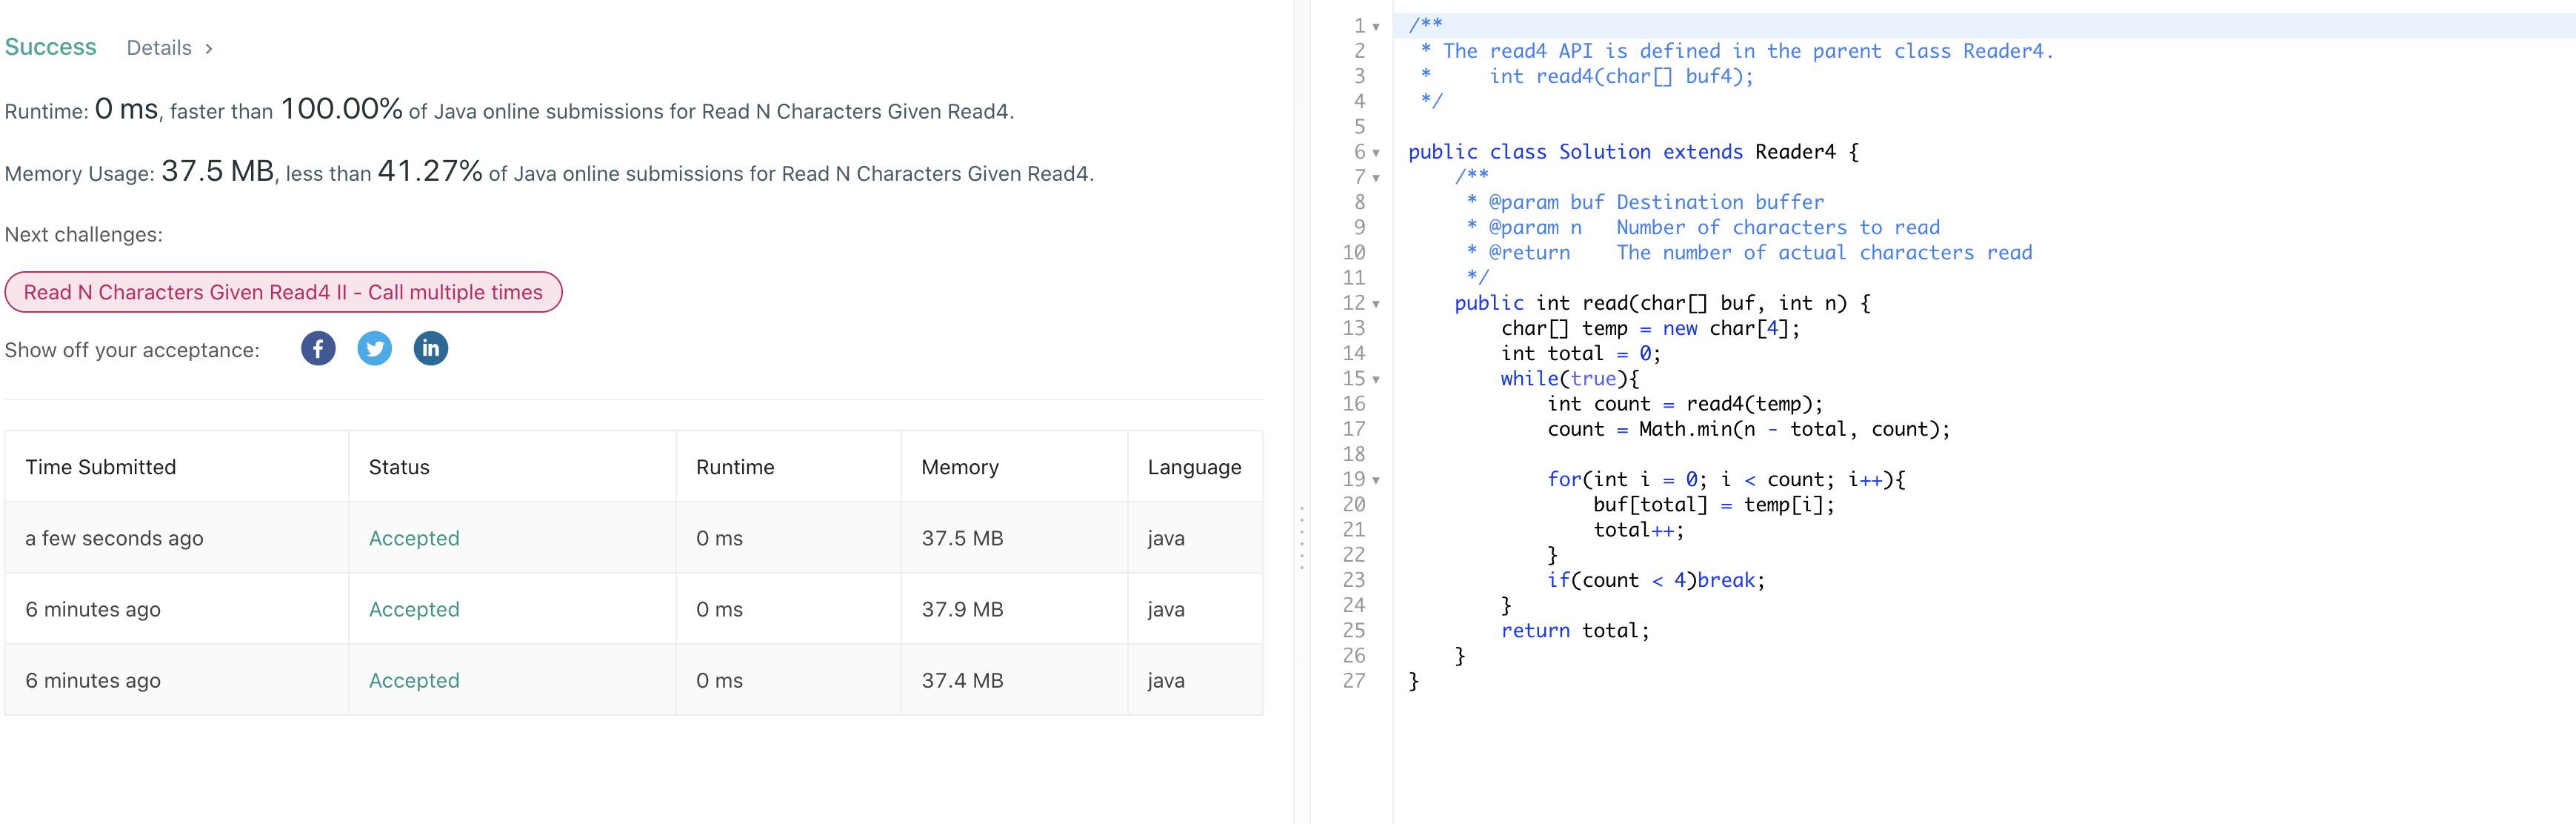 Success Details >
Runtime: 0 ms, faster than 100.00% of Java online submissions for Read N Characters Given Read4.
Memory Usage: 37.5 MB, less than 41.27% of Java online submissions for Read N Characters Given Read4.
Next challenges:
Read N Characters Given Read4 II - Call multiple times
Show off your acceptance: f in
Time Submitted Status Runtime Memory Language
a few seconds ago Accepted 0 ms 37.5 MB java
6 minutes ago Accepted 0 ms 37.9 MB java
6 minutes ago Accepted 0 ms 37.4 MB java
1 /**
2  * The read4 API is defined in the parent class Reader4.
3  *     int read4(char[] buf4);
4  */
5
6 public class Solution extends Reader4 {
7     /**
8      * @param buf Destination buffer
9      * @param n   Number of characters to read
10      * @return    The number of actual characters read
11      */
12     public int read(char[] buf, int n) {
13         char[] temp = new char[4];
14         int total = 0;
15         while(true){
16             int count = read4(temp);
17             count = Math.min(n - total, count);
18
19             for(int i = 0; i < count; i++){
20                 buf[total] = temp[i];
21                 total++;
22             }
23             if(count < 4)break;
24         }
25         return total;
26     }
27 }